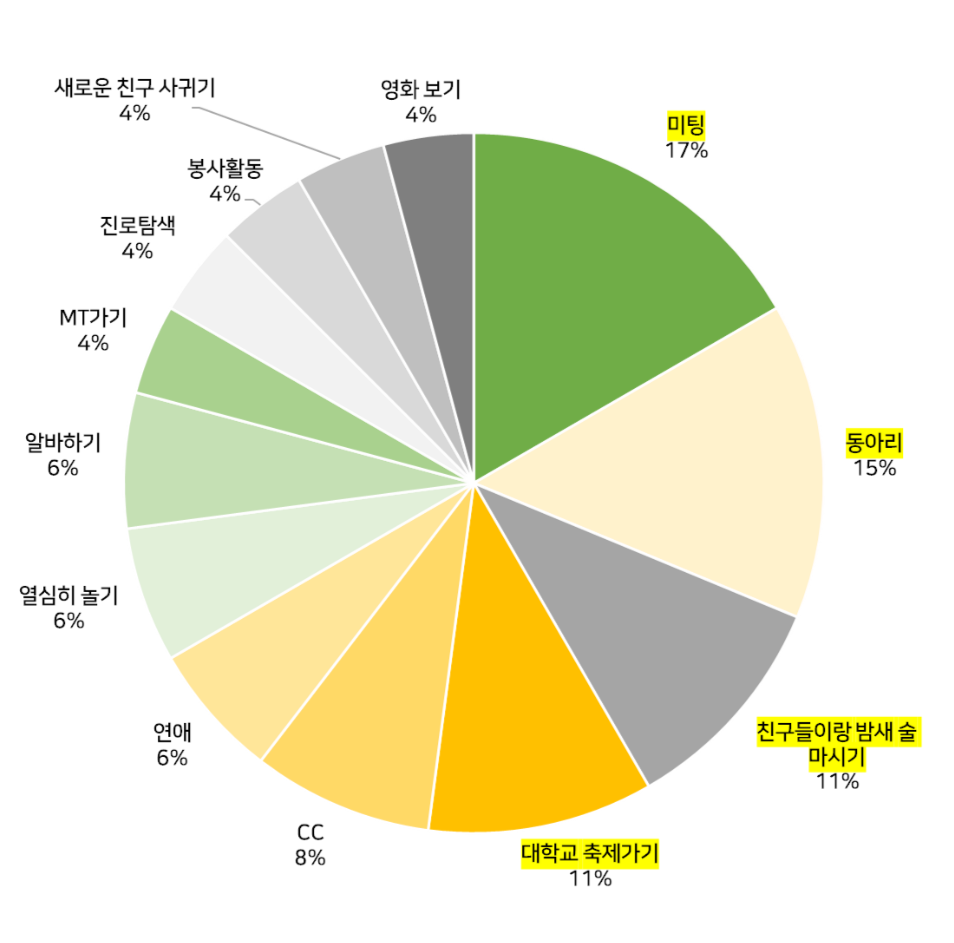 영화 보기
4%
미팅
17%
동아리
15%
친구들이랑 밤새 술
마시기
11%
대학교 축제가기
11%
CC
8%
연애
6%
열심히 놀기
6%
알바하기
6%
MT가기
4%
진로탐색
4%
봉사활동
4%
새로운 친구 사귀기
4%